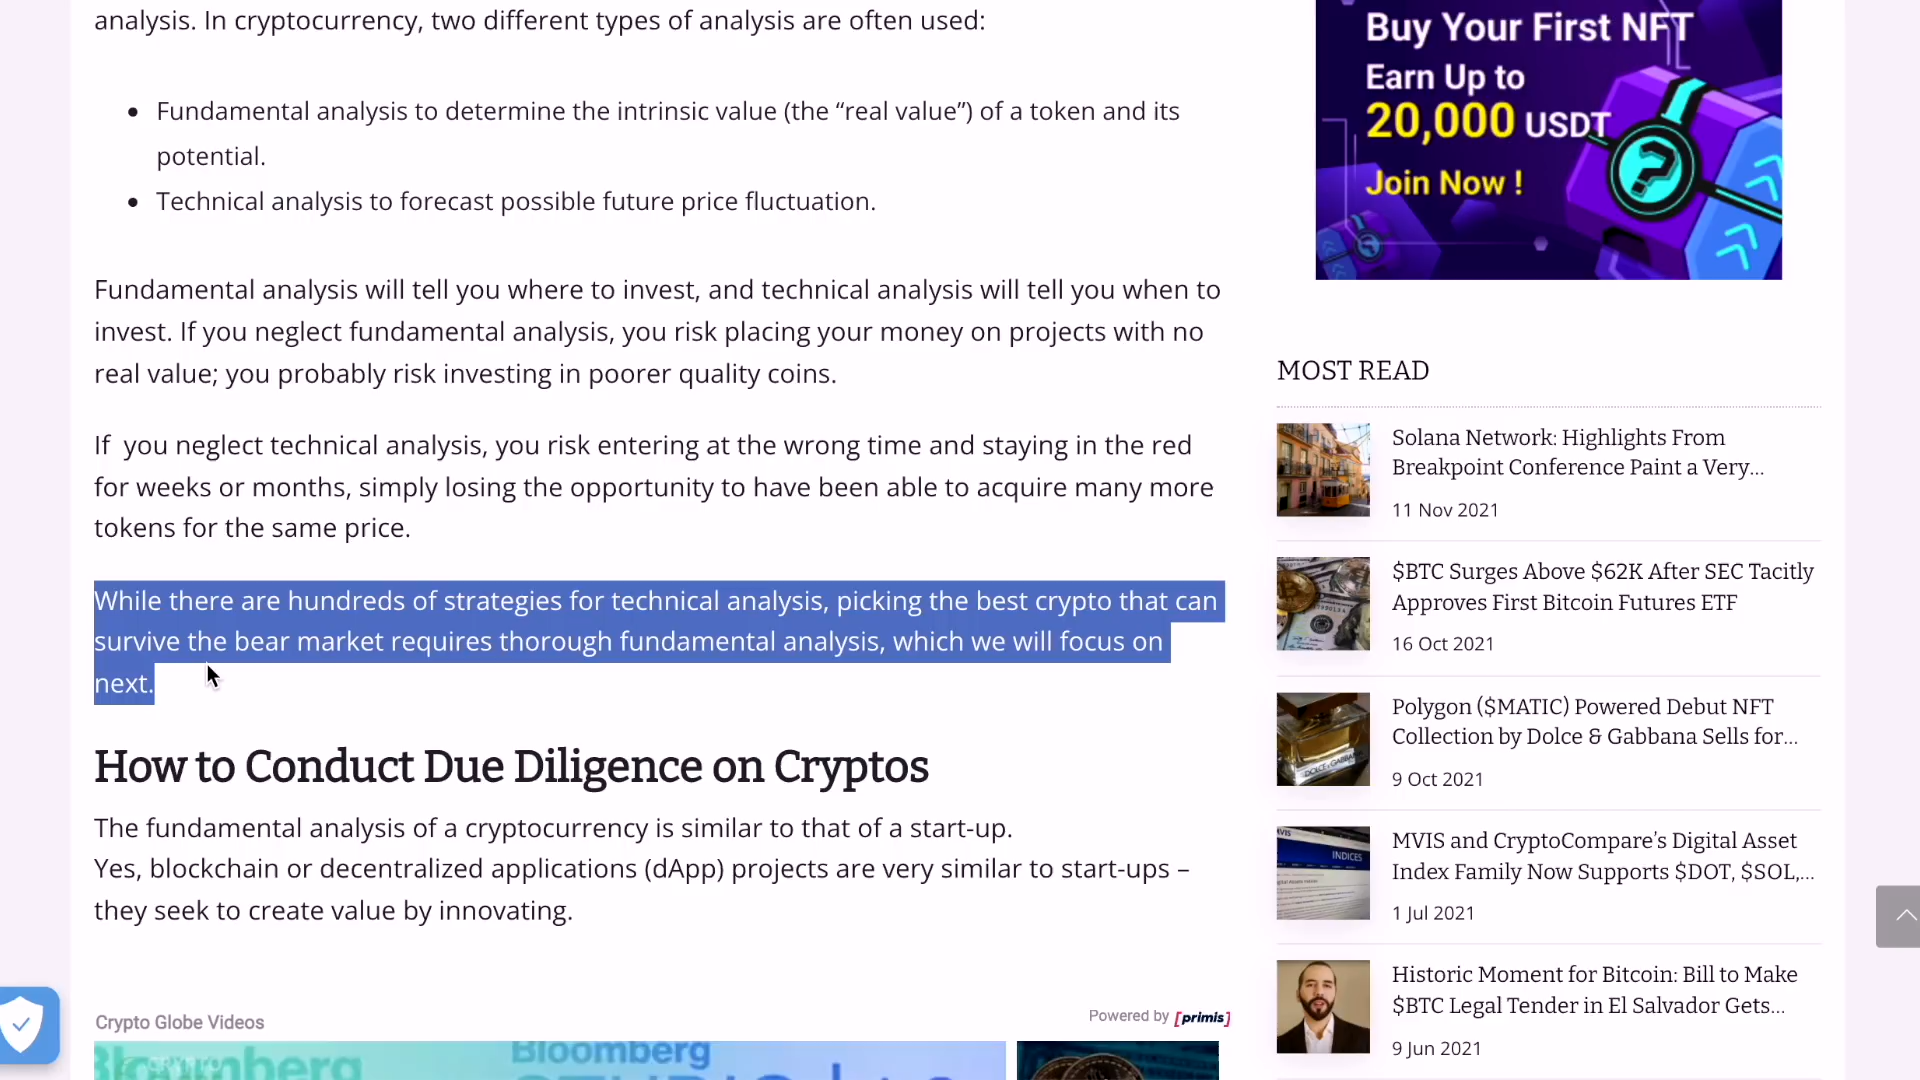 analysis. In cryptocurrency, two different types of analysis are often used:
Fundamental analysis to determine the intrinsic value (the “real value”) of a token and its
potential.
Technical analysis to forecast possible future price fluctuation.
Fundamental analysis will tell you where to invest, and technical analysis will tell you when to
invest. If you neglect fundamental analysis, you risk placing your money on projects with no
real value; you probably risk investing in poorer quality coins.
If you neglect technical analysis, you risk entering at the wrong time and staying in the red
for weeks or months, simply losing the opportunity to have been able to acquire many more
tokens for the same price.
While there are hundreds of strategies for technical analysis, picking the best crypto that can
survive the bear market requires thorough fundamental analysis, which we will focus on
next.
How to Conduct Due Diligence on Cryptos
The fundamental analysis of a cryptocurrency is similar to that of a start-up.
Yes, blockchain or decentralized applications (dApp) projects are very similar to start-ups –
they seek to create value by innovating.
Crypto Globe Videos
Powered by [primis]
Bloomberg
Bloomberg
Buy Your First NFT
Earn Up to
20,000 USDT
Join Now !
MOST READ
Solana Network: Highlights From
Breakpoint Conference Paint a Very...
11 Nov 2021
$BTC Surges Above $62K After SEC Tacitly
Approves First Bitcoin Futures ETF
16 Oct 2021
Polygon ($MATIC) Powered Debut NFT
Collection by Dolce & Gabbana Sells for...
9 Oct 2021
MVIS and CryptoCompare’s Digital Asset
Index Family Now Supports $DOT, $SOL,...
1 Jul 2021
INDICES
Historic Moment for Bitcoin: Bill to Make
$BTC Legal Tender in El Salvador Gets...
9 Jun 2021